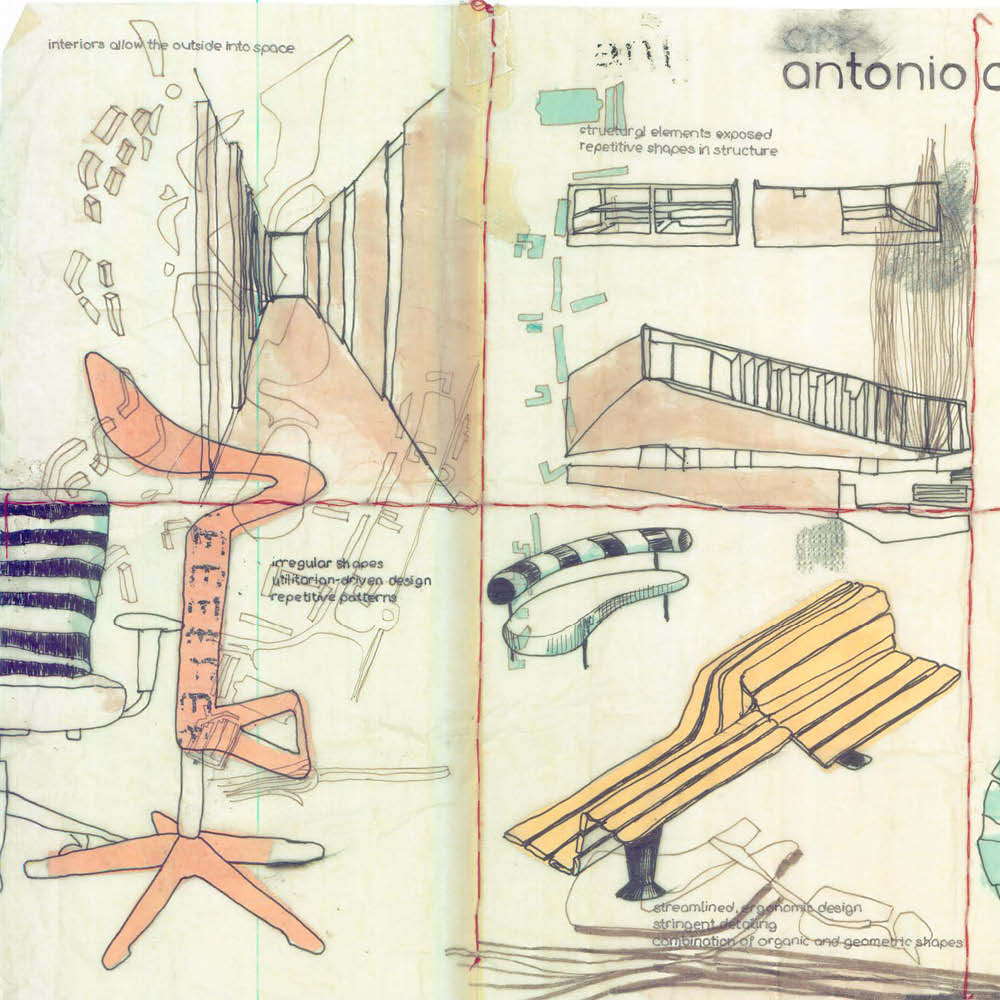 interiors allow the outside into space
antonio
structural elements exposed
repetitive shapes in structure
irregular shapes
utilitarian-driven design
repetitive patterns
streamlined, ergonomic design
stringent detailing
combination of organic and geometric shapes